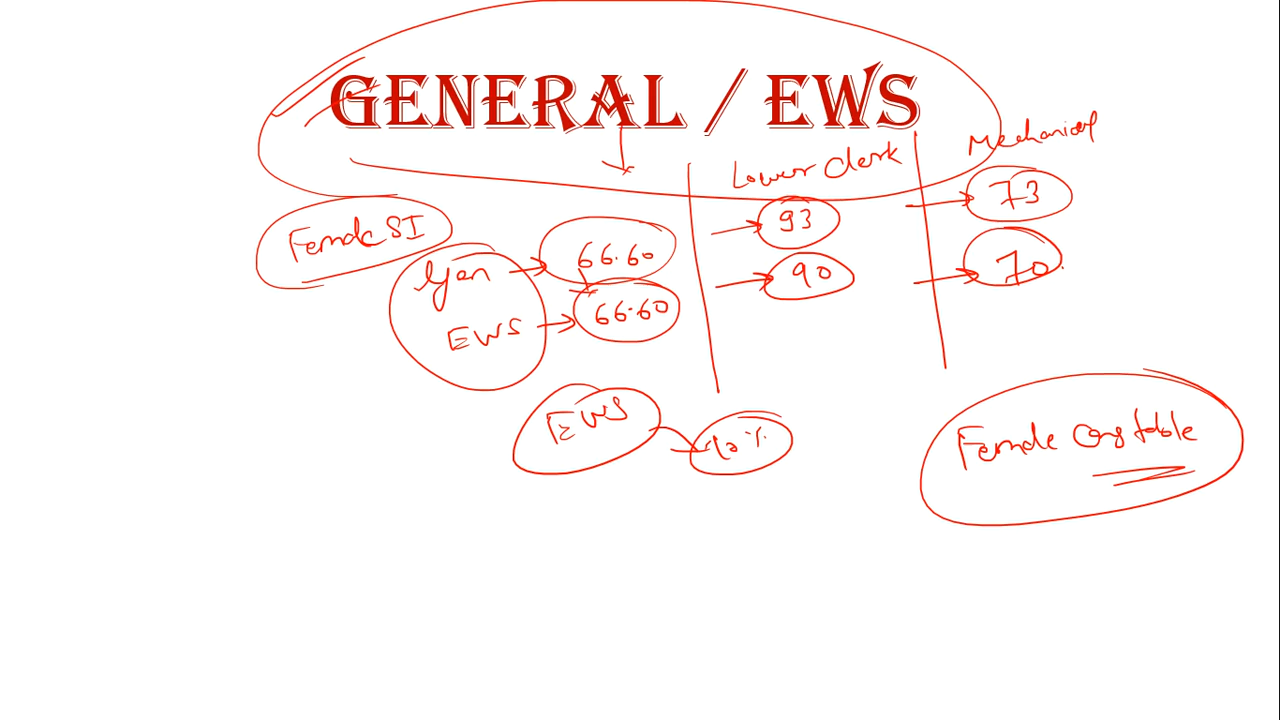 GENERAL / EWS
Lower Clerk
Mechanical
Female SI
Gen
66.60
93
73
EWS
66.60
90
70
EWS
10%
Female Constable